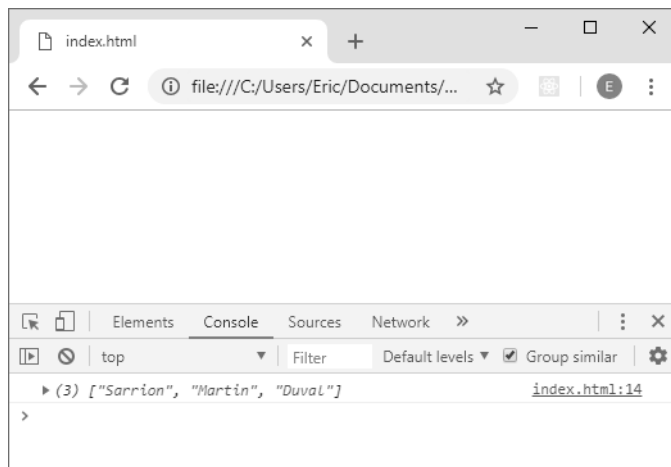 index.html
file:///C:/Users/Eric/Documents/...
E
Elements Console Sources Network
top Filter Default levels Group similar
(3) ["Sarrion", "Martin", "Duval"] index.html:14